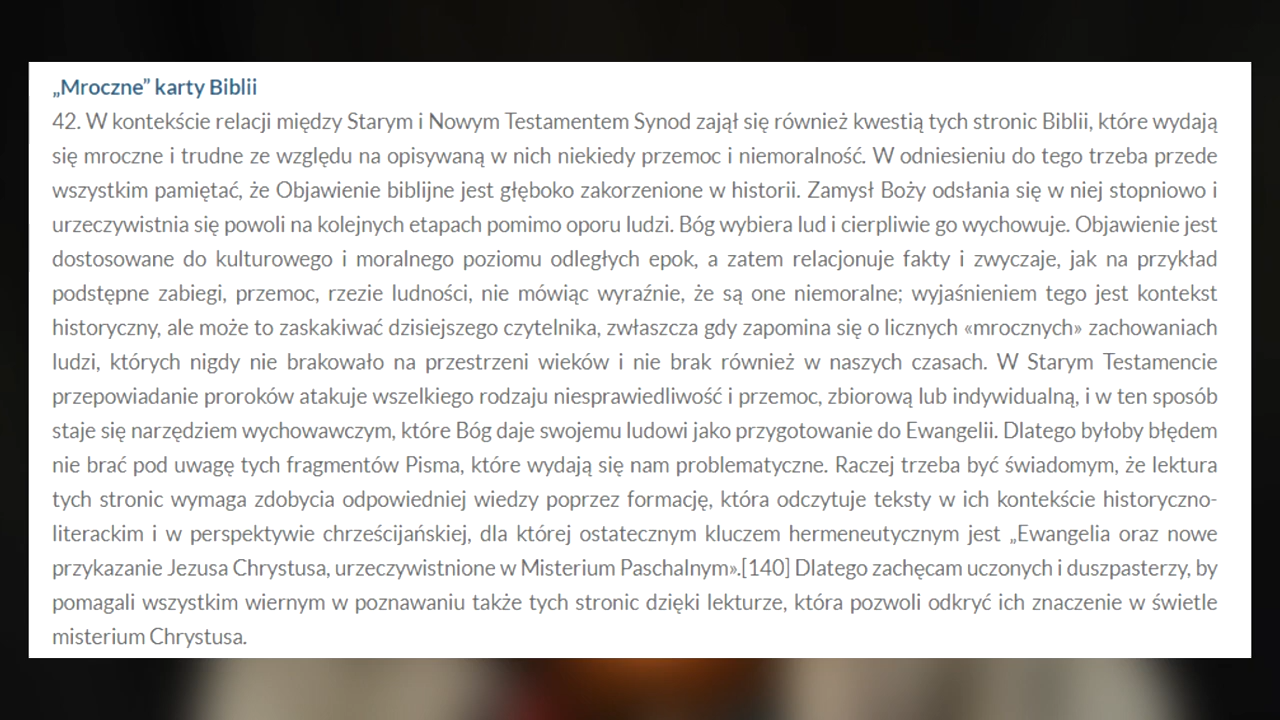 „Mroczne” karty Biblii
42. W kontekście relacji między Starym i Nowym Testamentem Synod zajął się również kwestią tych stronic Biblii, które wydają
się mroczne i trudne ze względu na opisywaną w nich niekiedy przemoc i niemoralność. W odniesieniu do tego trzeba przede
wszystkim pamiętać, że Objawienie biblijne jest głęboko zakorzenione w historii. Zamysł Boży odsłania się w niej stopniowo i
urzeczywistnia się powoli na kolejnych etapach pomimo oporu ludzi. Bóg wybiera lud i cierpliwie go wychowuje. Objawienie jest
dostosowane do kulturowego i moralnego poziomu odległych epok, a zatem relacjonuje fakty i zwyczaje, jak na przykład
podstępne zabiegi, przemoc, rzezie ludności, nie mówiąc wyraźnie, że są one niemoralne; wyjaśnieniem tego jest kontekst
historyczny, ale może to zaskakiwać dzisiejszego czytelnika, zwłaszcza gdy zapomina się o licznych «mrocznych» zachowaniach
ludzi, których nigdy nie brakowało na przestrzeni wieków i nie brak również w naszych czasach. W Starym Testamencie
przepowiadanie proroków atakuje wszelkiego rodzaju niesprawiedliwość i przemoc, zbiorową lub indywidualną, i w ten sposób
staje się narzędziem wychowawczym, które Bóg daje swojemu ludowi jako przygotowanie do Ewangelii. Dlatego byłoby błędem
nie brać pod uwagę tych fragmentów Pisma, które wydają się nam problematyczne. Raczej trzeba być świadomym, że lektura
tych stronic wymaga zdobycia odpowiedniej wiedzy poprzez formację, która odczytuje teksty w ich kontekście historyczno-
literackim i w perspektywie chrześcijańskiej, dla której ostatecznym kluczem hermeneutycznym jest „Ewangelia oraz nowe
przykazanie Jezusa Chrystusa, urzeczywistnione w Misterium Paschalnym».[140] Dlatego zachęcam uczonych i duszpasterzy, by
pomagali wszystkim wiernym w poznawaniu także tych stronic dzięki lekturze, która pozwoli odkryć ich znaczenie w świetle
misterium Chrystusa.